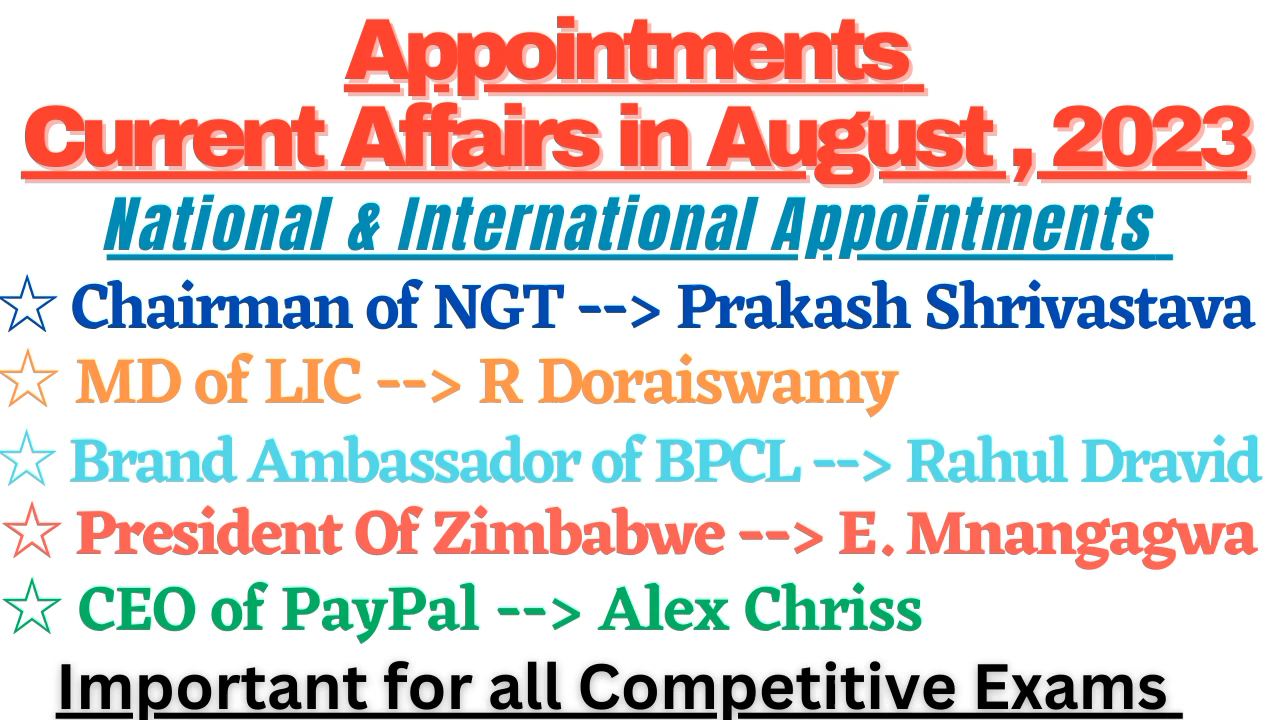 Appointments
Current Affairs in August , 2023
National & International Appointments
☆ Chairman of NGT --> Prakash Shrivastava
☆ MD of LIC --> R Doraiswamy
☆ Brand Ambassador of BPCL --> Rahul Dravid
☆ President Of Zimbabwe --> E. Mnangagwa
☆ CEO of PayPal --> Alex Chriss
Important for all Competitive Exams